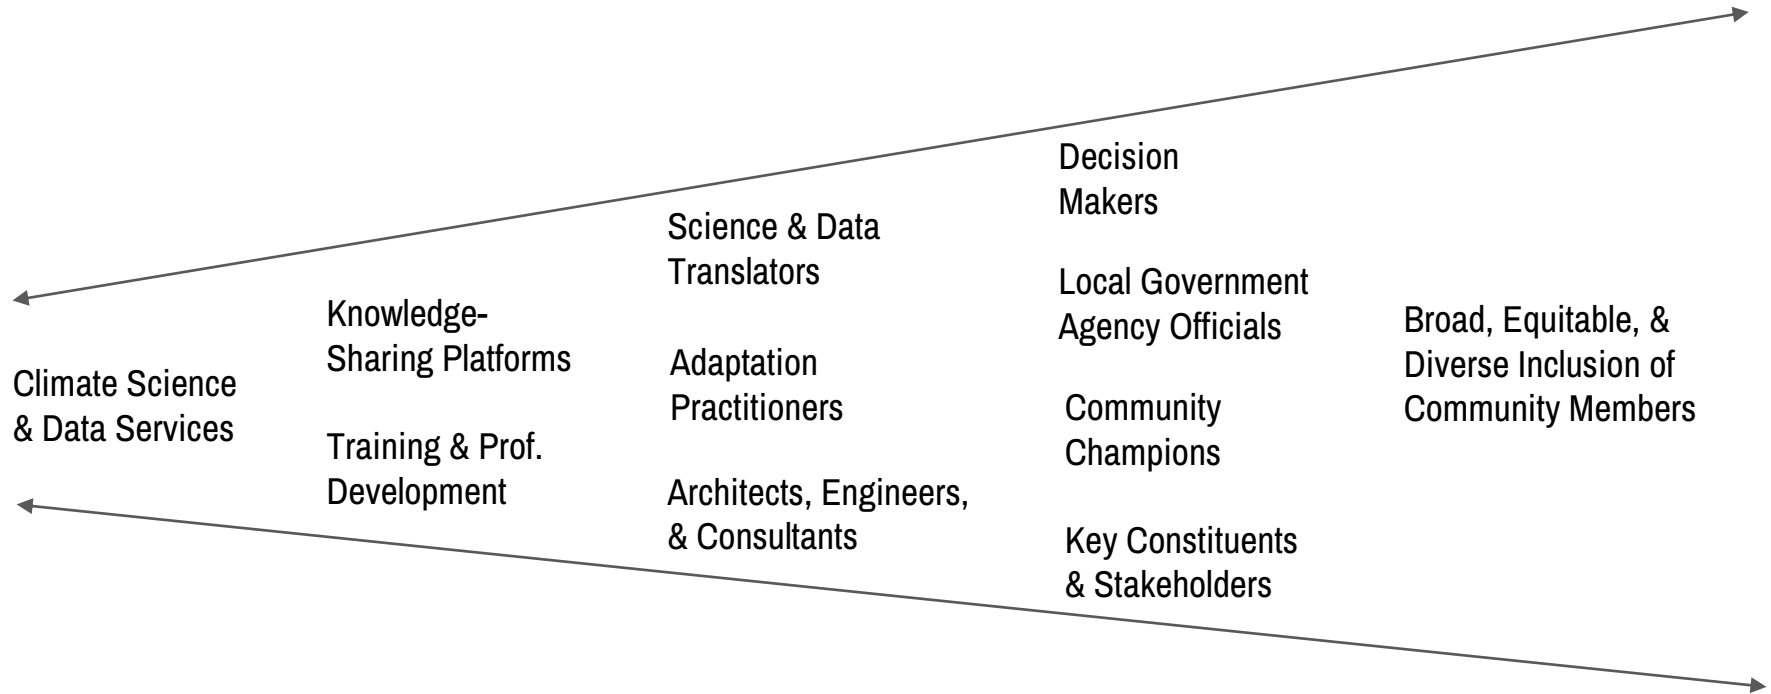 Climate Science
& Data Services
Knowledge-
Sharing Platforms
Training & Prof.
Development
Science & Data
Translators
Adaptation
Practitioners
Architects, Engineers,
& Consultants
Decision
Makers
Local Government
Agency Officials
Community
Champions
Key Constituents
& Stakeholders
Broad, Equitable, &
Diverse Inclusion of
Community Members